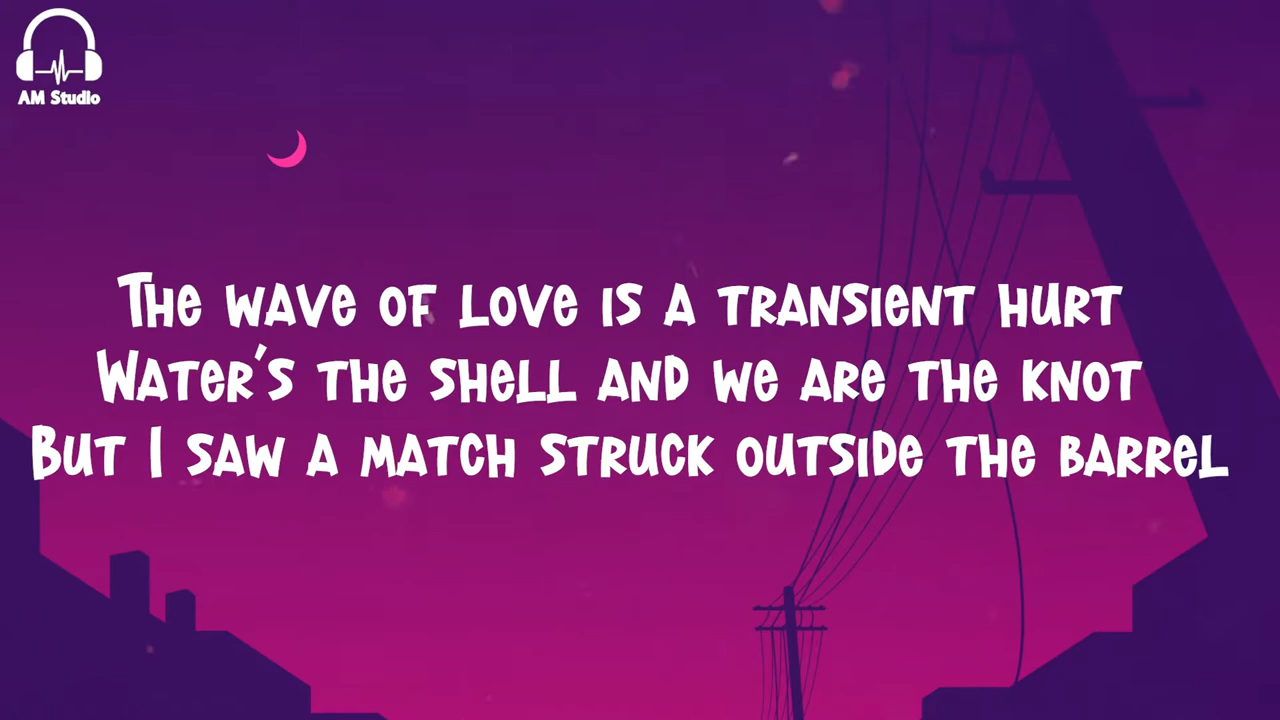 AM Studio
The wave of love is a transient hurt
Water's the shell and we are the knot
But I saw a match struck outside the barrel